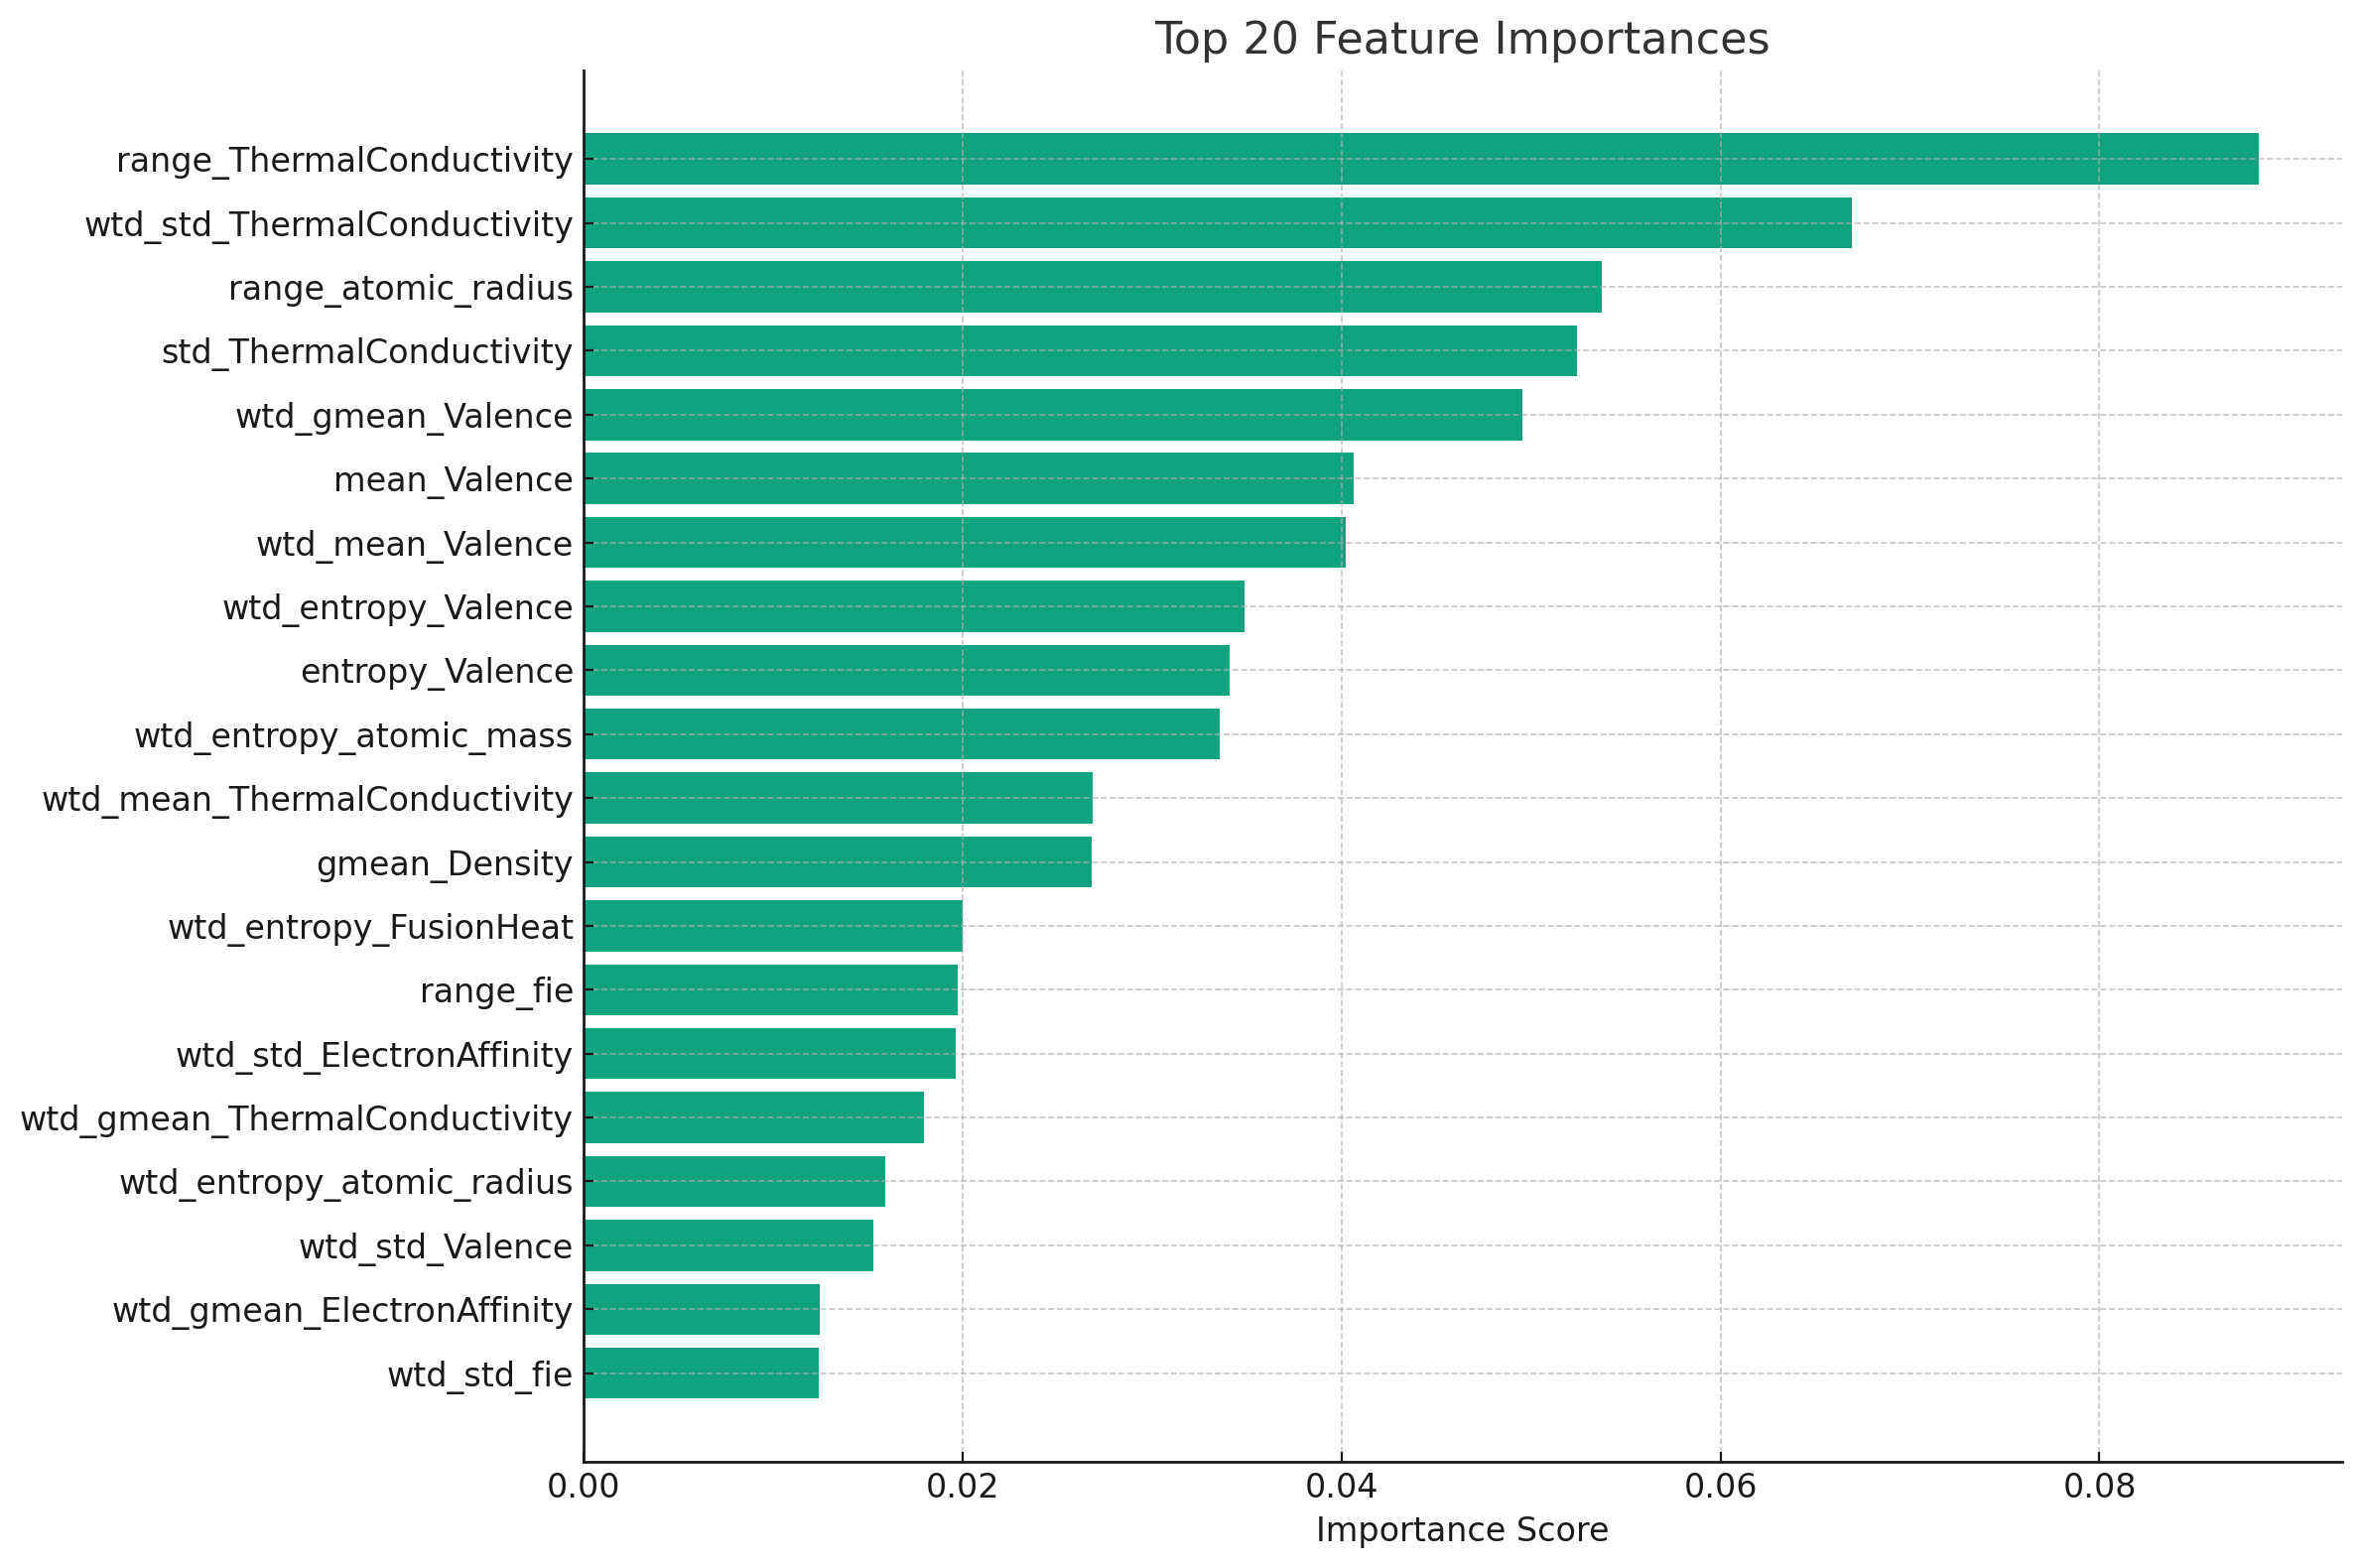 Top 20 Feature Importances
range_ThermalConductivity
wtd_std_ThermalConductivity
range_atomic_radius
std_ThermalConductivity
wtd_gmean_Valence
mean_Valence
wtd_mean_Valence
wtd_entropy_Valence
entropy_Valence
wtd_entropy_atomic_mass
wtd_mean_ThermalConductivity
gmean_Density
wtd_entropy_FusionHeat
range_fie
wtd_std_ElectronAffinity
wtd_gmean_ThermalConductivity
wtd_entropy_atomic_radius
wtd_std_Valence
wtd_gmean_ElectronAffinity
wtd_std_fie
0.00 0.02 0.04 0.06 0.08
Importance Score